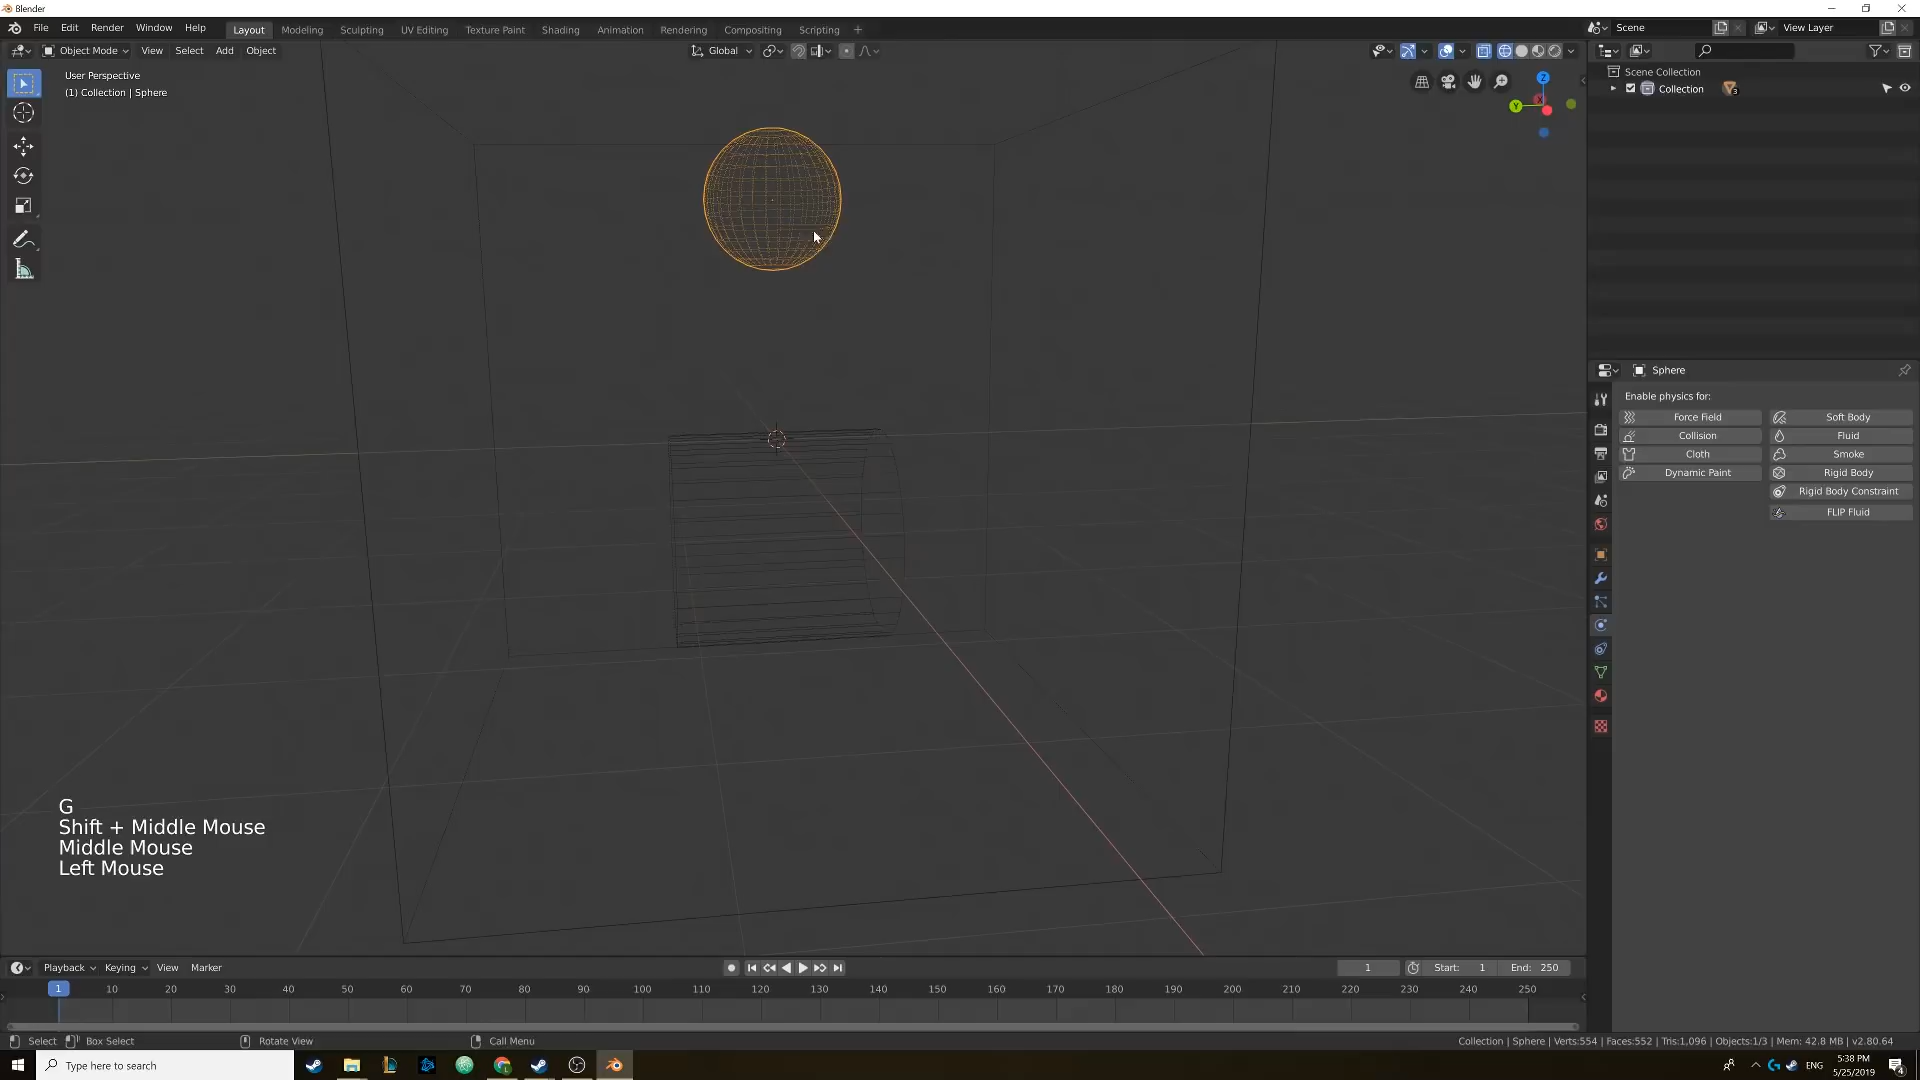 Blender
File Edit Render Window Help Layout Modeling Sculpting UV Editing Texture Paint Shading Animation Rendering Compositing Scripting + Scene View Layer
Object Mode View Select Add Object Global
User Perspective
(1) Collection | Sphere
Z
Y
X
Scene Collection
Collection
3
Sphere
Enable physics for:
Force Field Soft Body
Collision Fluid
Cloth Smoke
Dynamic Paint Rigid Body
Rigid Body Constraint
FLIP Fluid
G
Shift + Middle Mouse
Middle Mouse
Left Mouse
Playback Keying View Marker 1 Start: 1 End: 250
1 10 20 30 40 50 60 70 80 90 100 110 120 130 140 150 160 170 180 190 200 210 220 230 240 250
Select Box Select Rotate View Call Menu Collection | Sphere | Verts:554 | Faces:552 | Tris:1,096 | Objects:1/3 | Mem: 42.8 MB | v2.80.64
Type here to search
ENG
5:38 PM
5/25/2019
4